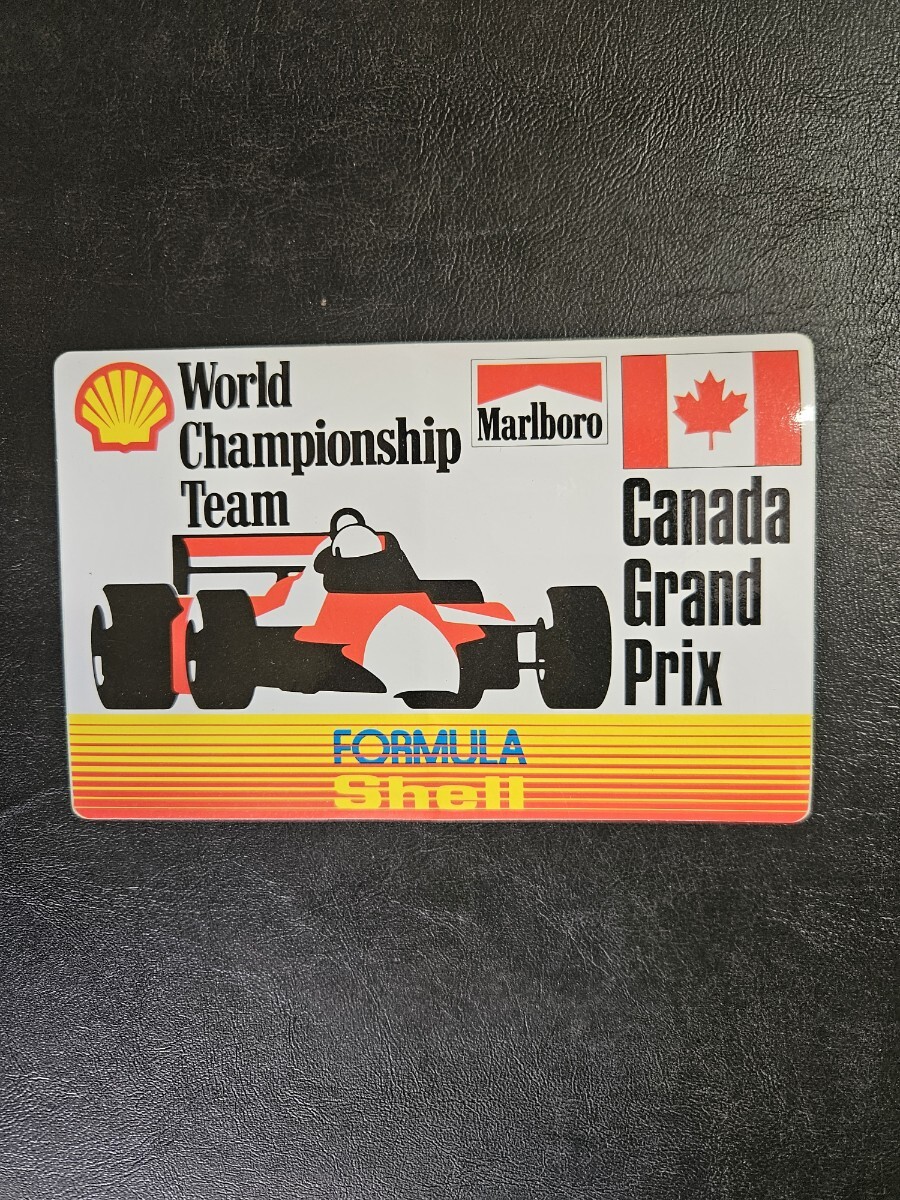 World
Championship
Team
Marlboro
Canada
Grand
Prix
FORMULA
Shell